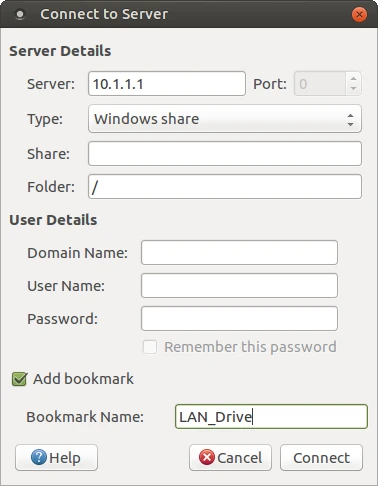 Connect to Server
Server Details
Server: 10.1.1.1 Port: 0
Type: Windows share
Share:
Folder: /
User Details
Domain Name:
User Name:
Password:
Remember this password
Add bookmark
Bookmark Name: LAN_Drive
Help Cancel Connect